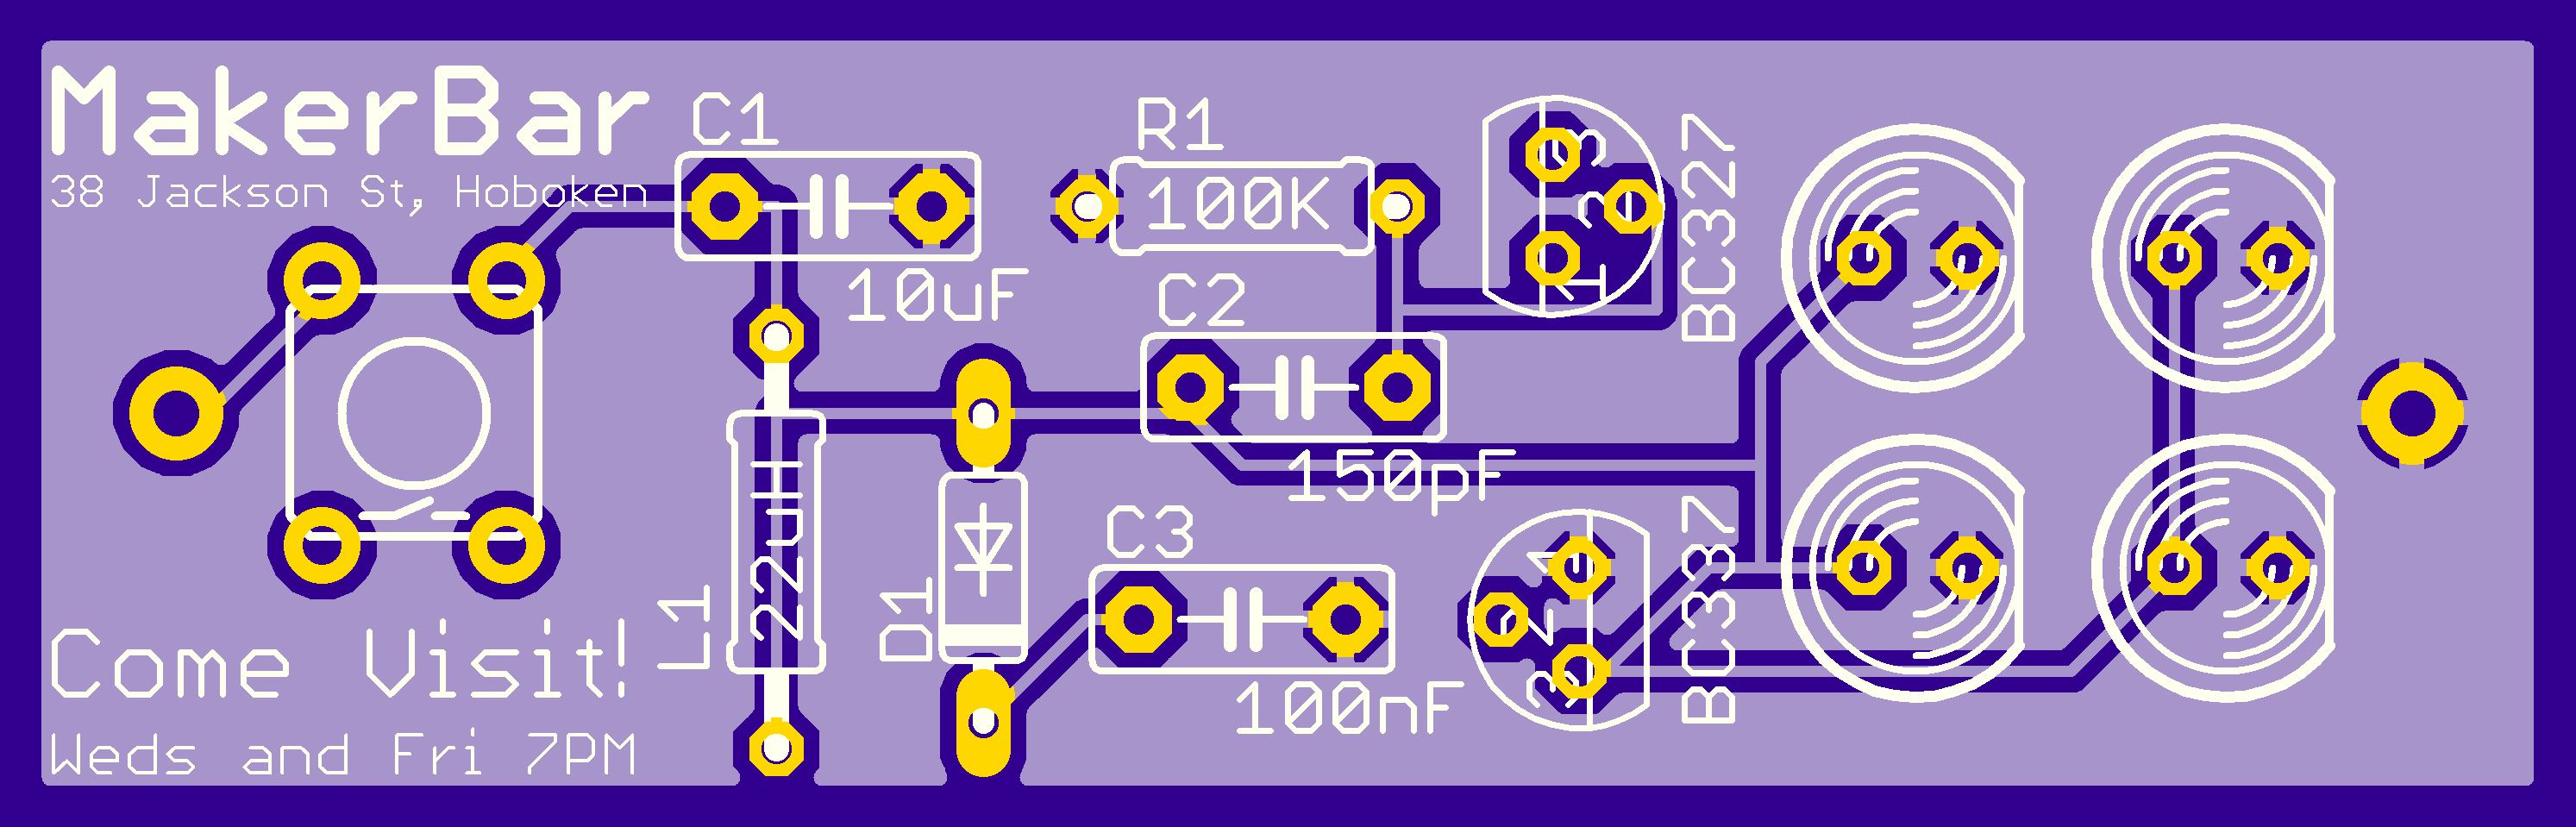 MakerBar
38 Jackson St, Hoboken
C1
10uF
R1
100K
C2
150pF
3
2
1
BC327
L1
22uH
D1
C3
100nF
1
2
3
BC337
Come Visit!
Weds and Fri 7PM